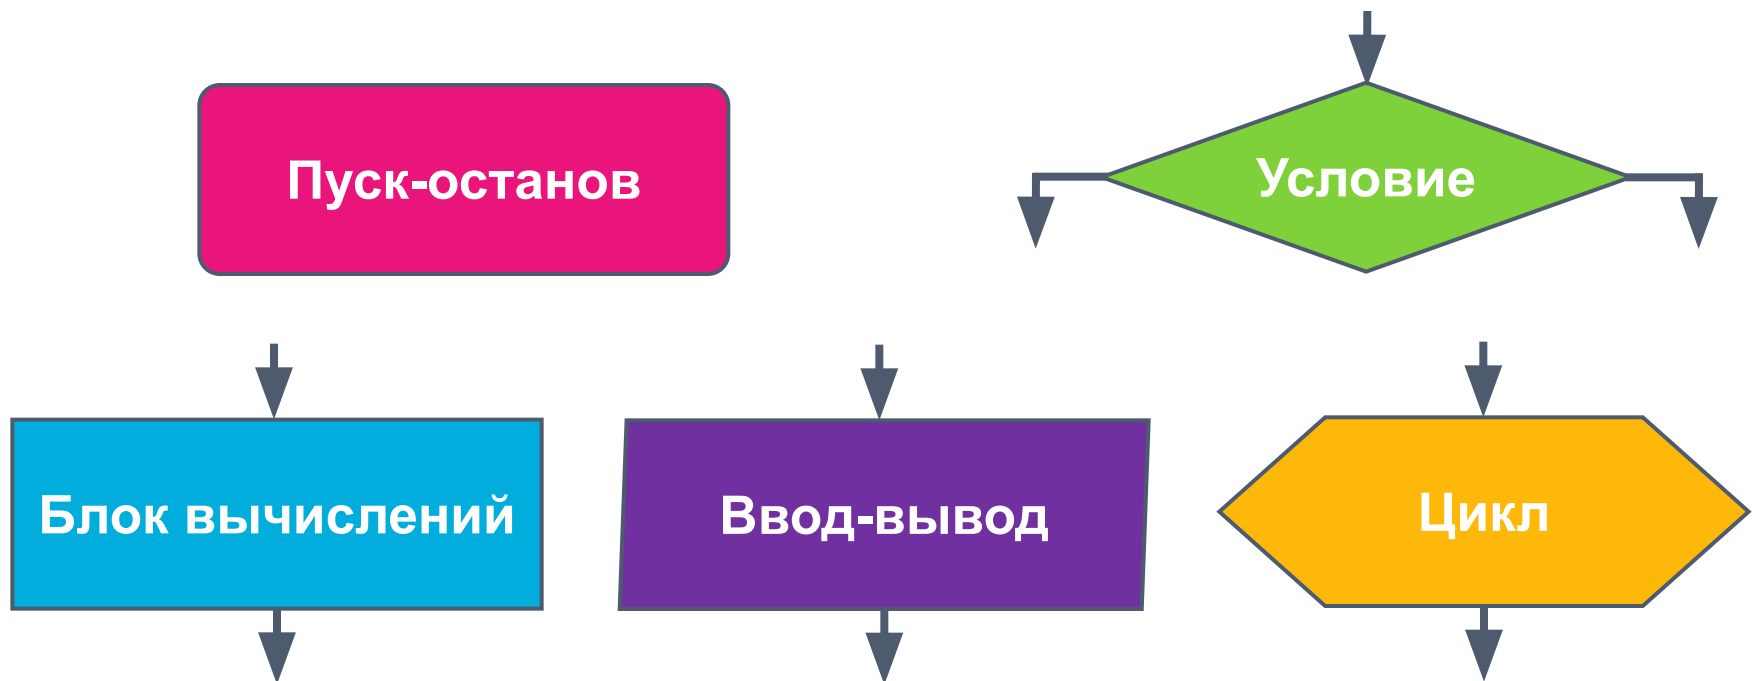 Пуск-останов
Условие
Блок вычислений
Ввод-вывод
Цикл